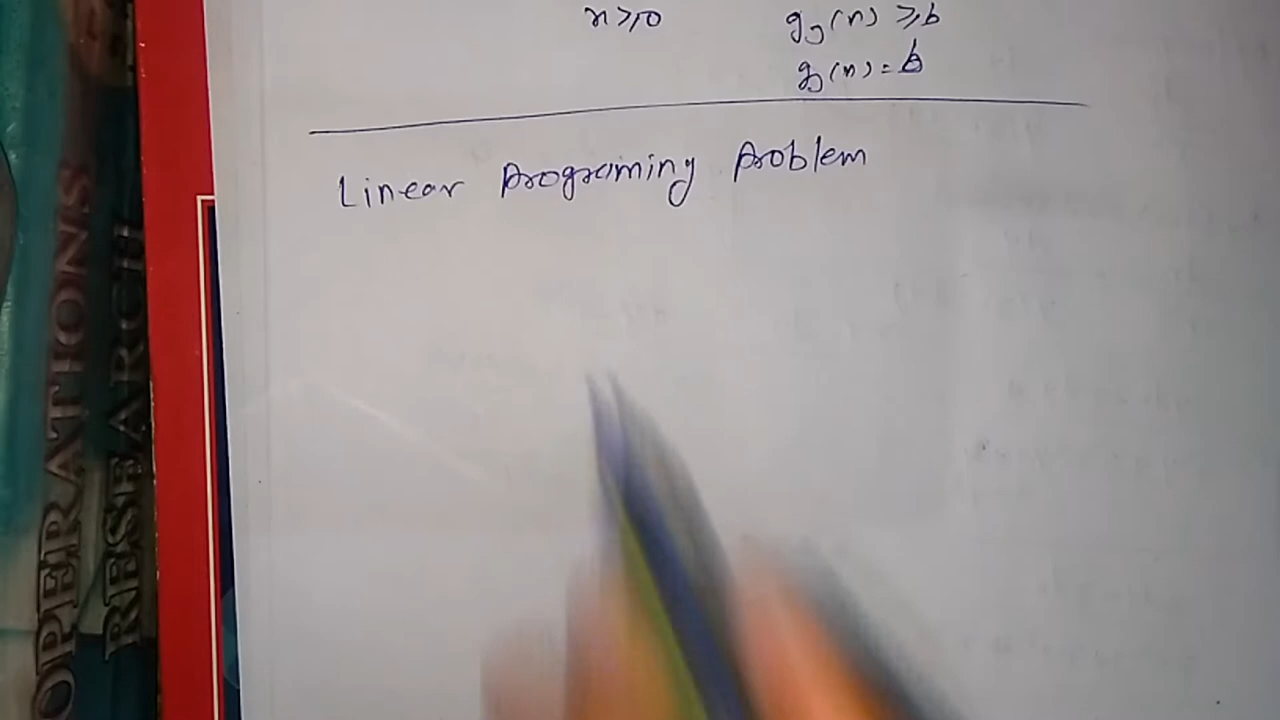 x ≥ 0 gj(x) ≥ b
gj(x) = b
Linear Programing Problem
OPERATIONS
RESEARCH